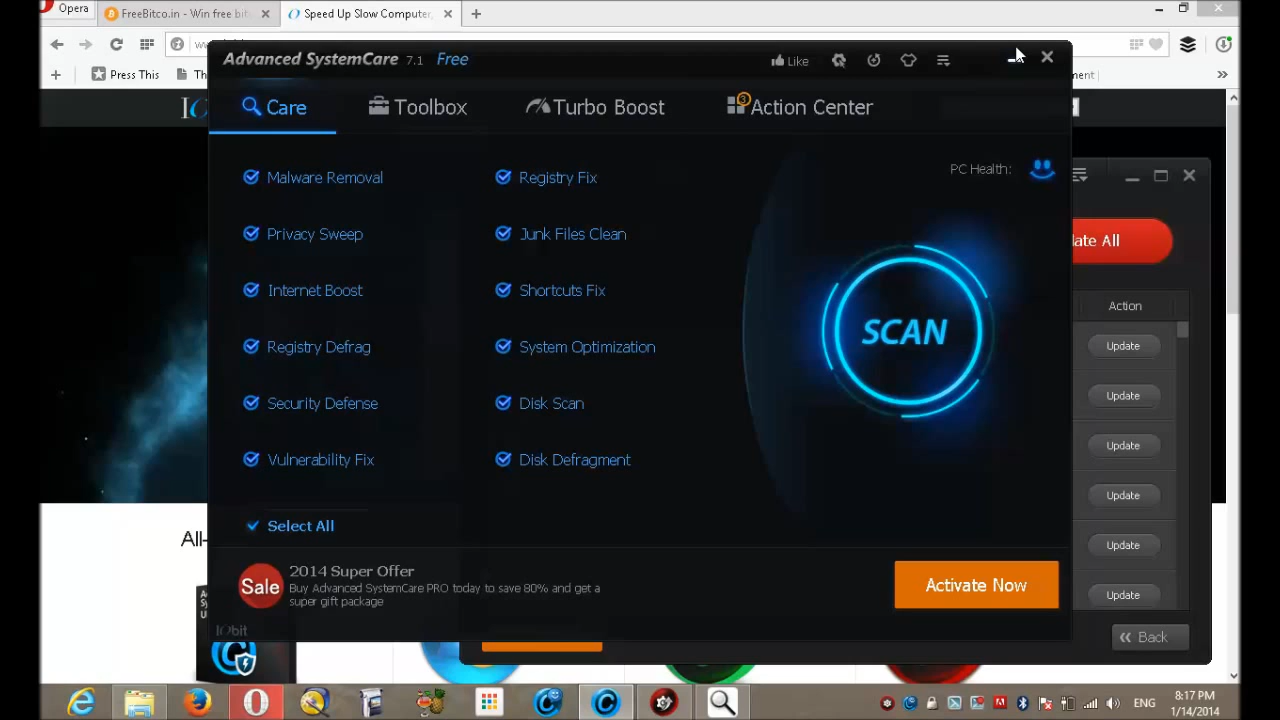 Opera
FreeBitco.in - Win free bit
Speed Up Slow Computer,
Press This
Advanced SystemCare 7.1 Free
Like
Care
Toolbox
Turbo Boost
3
Action Center
PC Health:
Malware Removal
Registry Fix
Privacy Sweep
Junk Files Clean
Internet Boost
Shortcuts Fix
Registry Defrag
System Optimization
Security Defense
Disk Scan
Vulnerability Fix
Disk Defragment
SCAN
Select All
Sale
2014 Super Offer
Buy Advanced SystemCare PRO today to save 80% and get a
super gift package
Activate Now
IObit
All-
date All
Action
Update
Update
Update
Update
Update
Update
Back
ENG
8:17 PM
1/14/2014